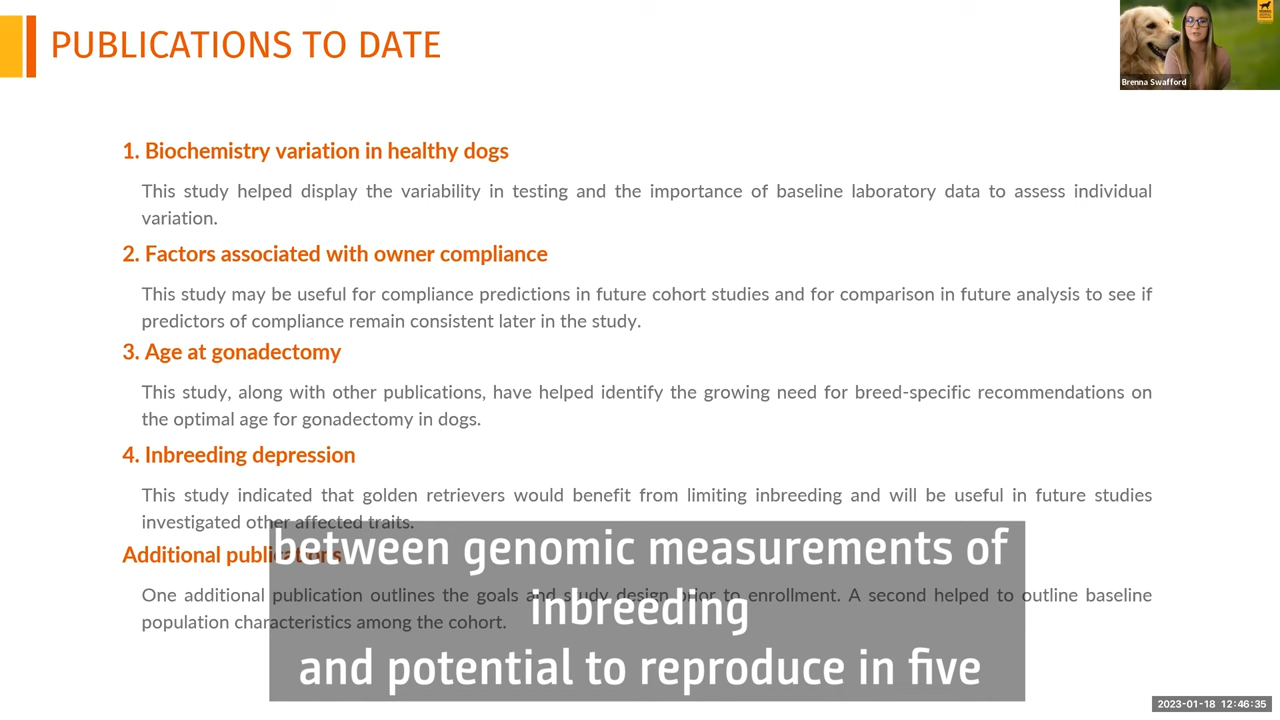 PUBLICATIONS TO DATE
Brenna Swafford
1. Biochemistry variation in healthy dogs
This study helped display the variability in testing and the importance of baseline laboratory data to assess individual
variation.
2. Factors associated with owner compliance
This study may be useful for compliance predictions in future cohort studies and for comparison in future analysis to see if
predictors of compliance remain consistent later in the study.
3. Age at gonadectomy
This study, along with other publications, have helped identify the growing need for breed-specific recommendations on
the optimal age for gonadectomy in dogs.
4. Inbreeding depression
This study indicated that golden retrievers would benefit from limiting inbreeding and will be useful in future studies
investigated other affected traits.
Additional publications
One additional publication outlines the goals and study design prior to enrollment. A second helped to outline baseline
population characteristics among the cohort.
between genomic measurements of
inbreeding
and potential to reproduce in five
2023-01-18 12:46:35